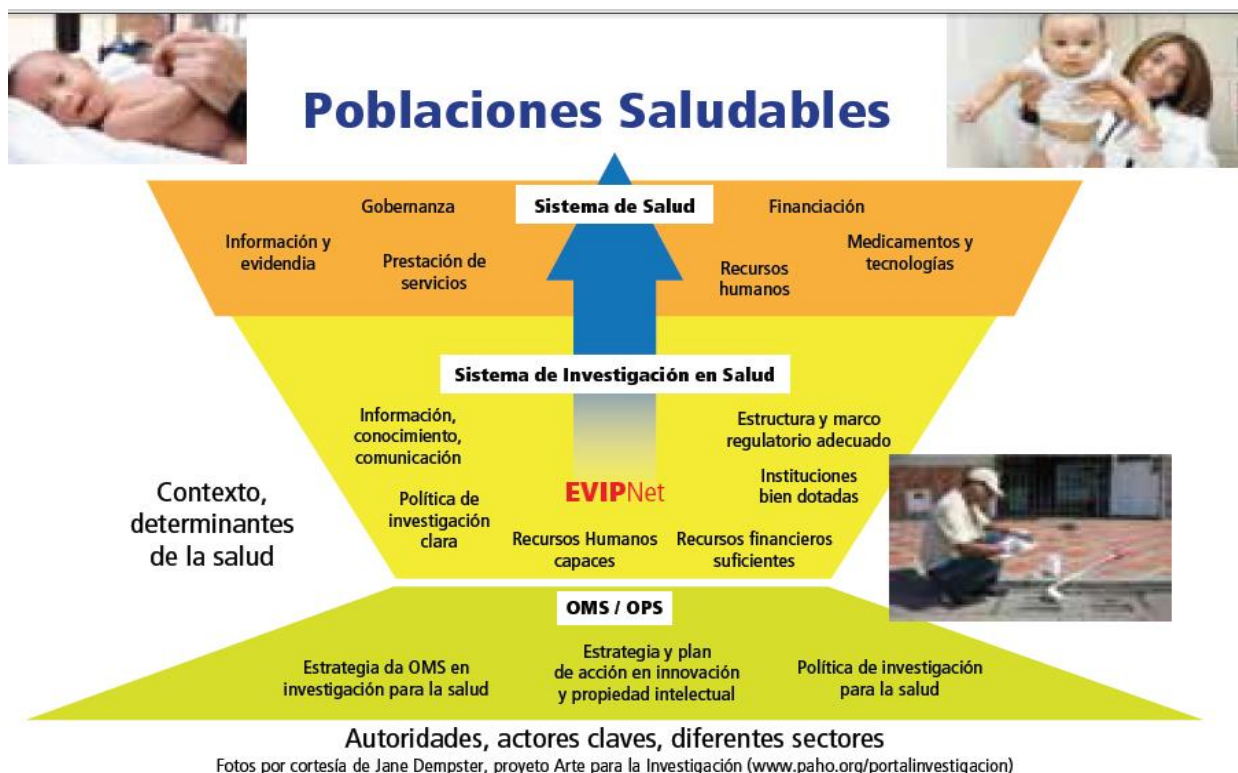 Poblaciones Saludables
Sistema de Salud
Gobernanza
Financiación
Información y
evidendia
Prestación de
servicios
Recursos
humanos
Medicamentos y
tecnologías
Sistema de Investigación en Salud
Información,
conocimiento,
comunicación
Estructura y marco
regulatorio adecuado
Política de
investigación
clara
EVIPNet
Instituciones
bien dotadas
Recursos Humanos
capaces
Recursos financieros
suficientes
Contexto,
determinantes
de la salud
OMS / OPS
Estrategia da OMS en
investigación para la salud
Estrategia y plan
de acción en innovación
y propiedad intelectual
Política de investigación
para la salud
Autoridades, actores claves, diferentes sectores
Fotos por cortesía de Jane Dempster, proyeto Arte para la Investigación (www.paho.org/portalinvestigacion)